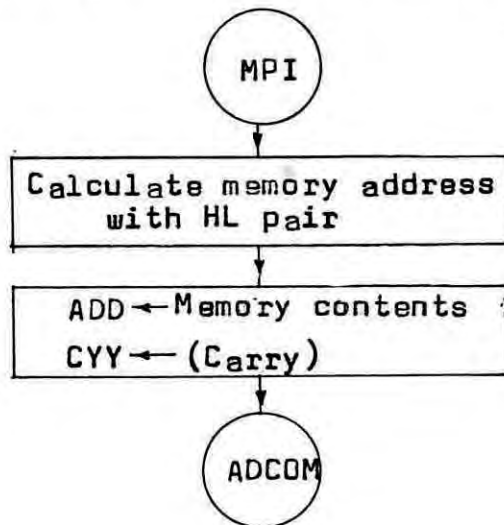 MPI
Calculate memory address
with HL pair
ADD ← Memory contents
CYY ← (Carry)
ADCOM